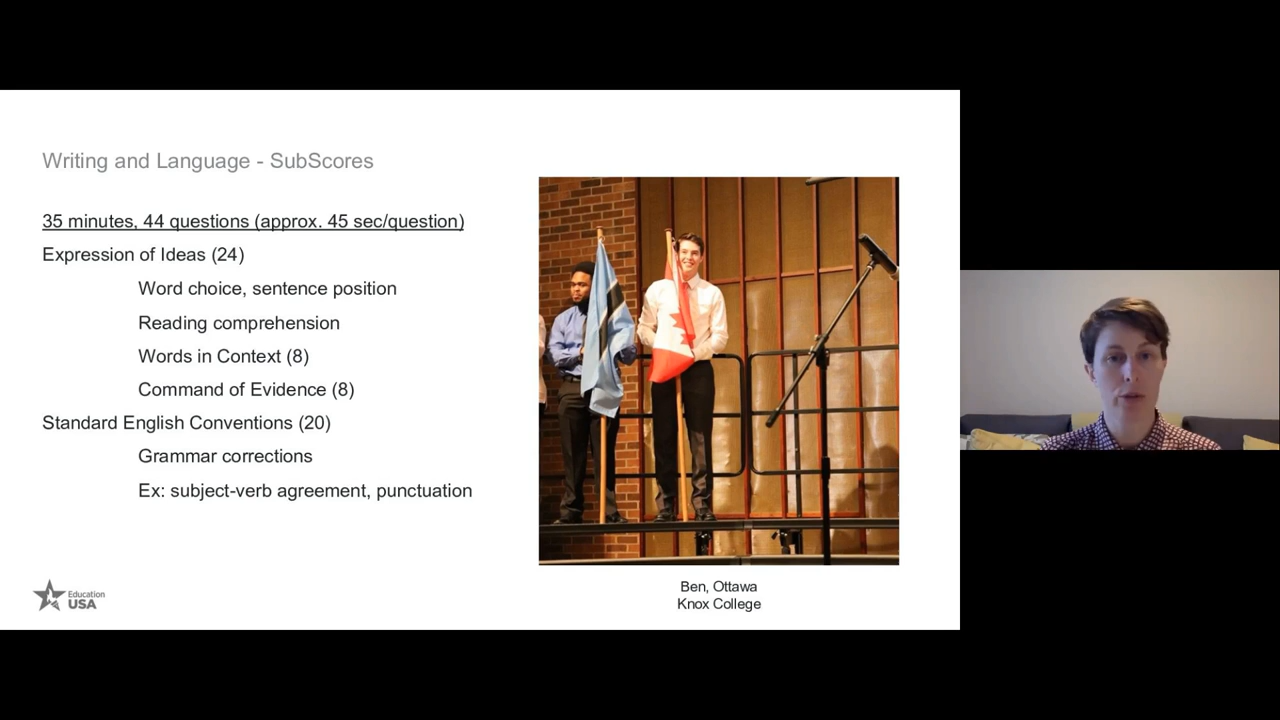 Writing and Language - SubScores
35 minutes, 44 questions (approx. 45 sec/question)
Expression of Ideas (24)
Word choice, sentence position
Reading comprehension
Words in Context (8)
Command of Evidence (8)
Standard English Conventions (20)
Grammar corrections
Ex: subject-verb agreement, punctuation
Education
USA
Ben, Ottawa
Knox College